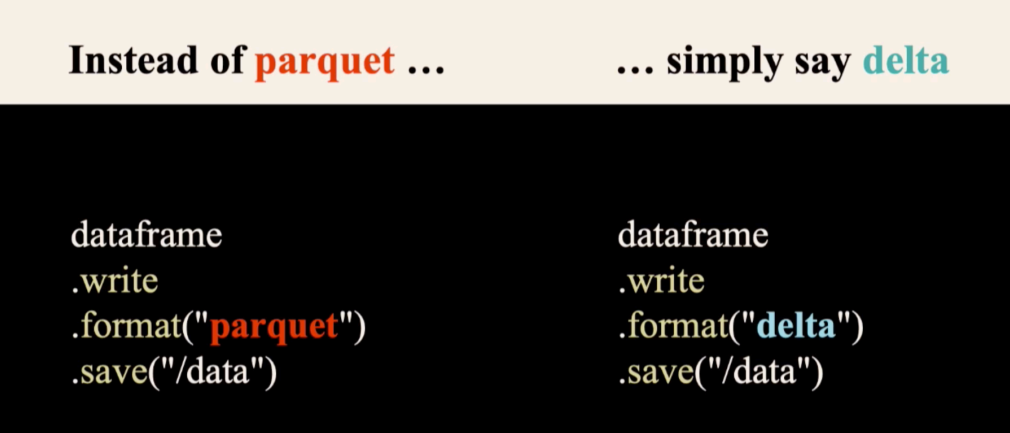 Instead of parquet ...
... simply say delta
dataframe
.write
.format("parquet")
.save("/data")
dataframe
.write
.format("delta")
.save("/data")